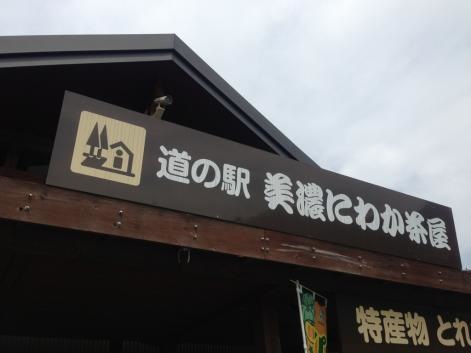 道の駅 美濃にわか茶屋
特産物 とれ